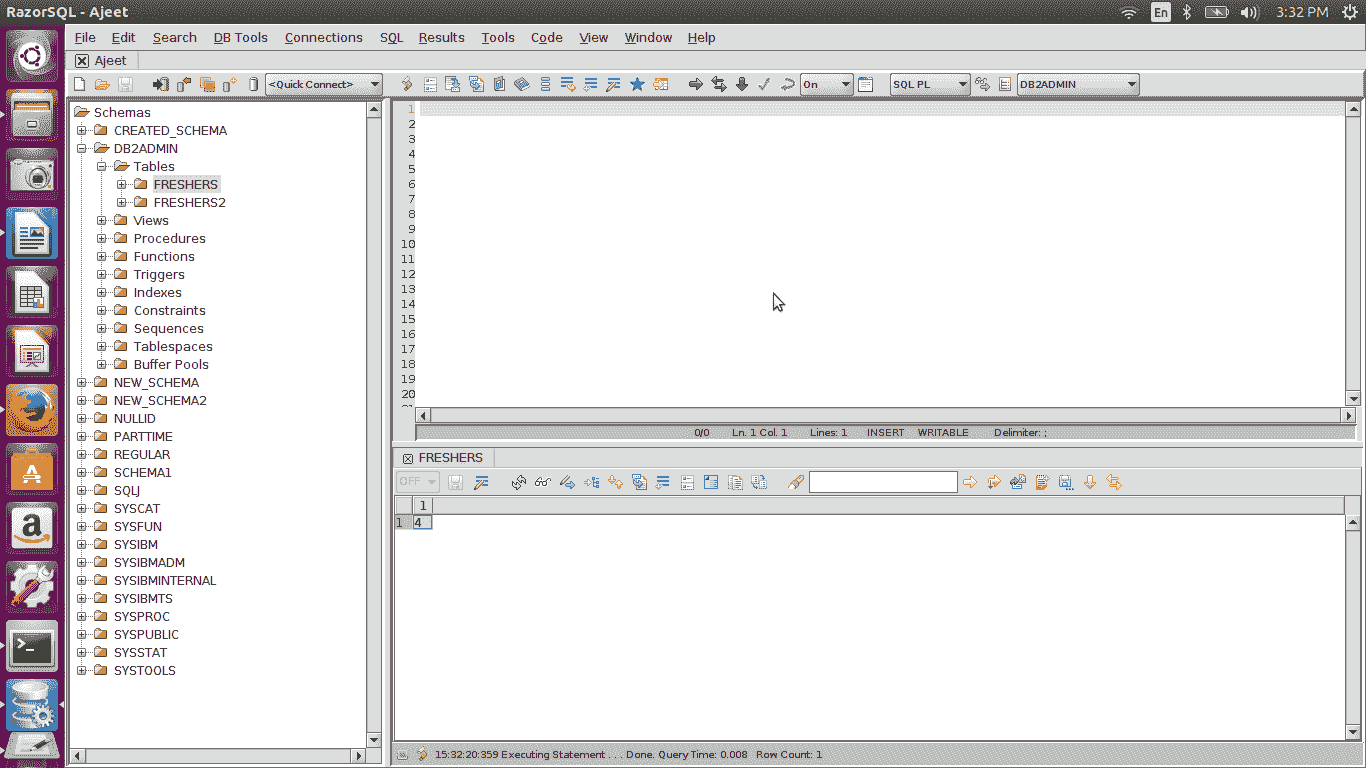 RazorSQL - Ajeet
En
3:32 PM
File Edit Search DB Tools Connections SQL Results Tools Code View Window Help
Ajeet
<Quick Connect>
On
SQL PL
DB2ADMIN
Schemas
CREATED_SCHEMA
DB2ADMIN
Tables
FRESHERS
FRESHERS2
Views
Procedures
Functions
Triggers
Indexes
Constraints
Sequences
Tablespaces
Buffer Pools
NEW_SCHEMA
NEW_SCHEMA2
NULLID
PARTTIME
REGULAR
SCHEMA1
SQLJ
SYSCAT
SYSFUN
SYSIBM
SYSIBMADM
SYSIBMINTERNAL
SYSIBMTS
SYSPROC
SYSPUBLIC
SYSSTAT
SYSTOOLS
1
2
3
4
5
6
7
8
9
10
11
12
13
14
15
16
17
18
19
20
0/0 Ln. 1 Col. 1 Lines: 1 INSERT WRITABLE Delimiter: ;
FRESHERS
OFF
1
1 4
15:32:20:359 Executing Statement . . . Done. Query Time: 0.008 Row Count: 1